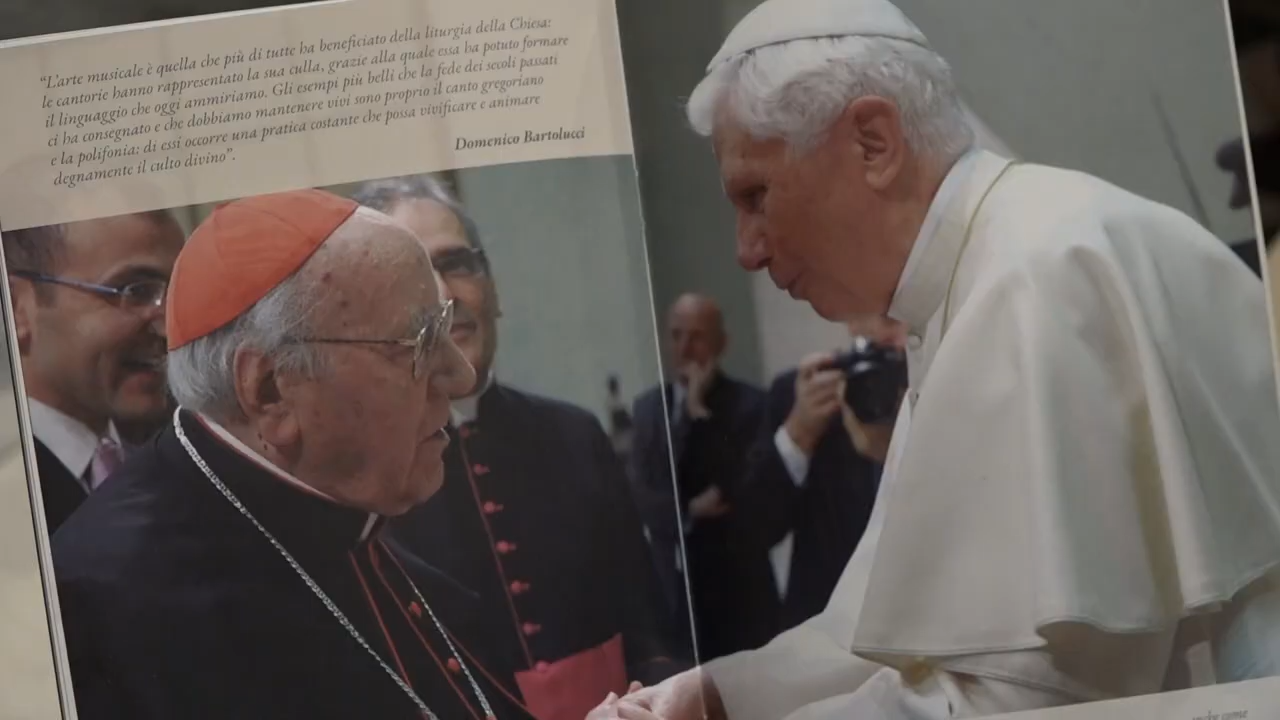 “L’arte musicale è quella che più di tutte ha beneficiato della liturgia della Chiesa:
le cantorie hanno rappresentato la sua culla, grazie alla quale essa ha potuto formare
il linguaggio che oggi ammiriamo. Gli esempi più belli che la fede dei secoli passati
ci ha consegnato e che dobbiamo mantenere vivi sono proprio il canto gregoriano
e la polifonia: di essi occorre una pratica costante che possa vivificare e animare
degnamente il culto divino”.
Domenico Bartolucci